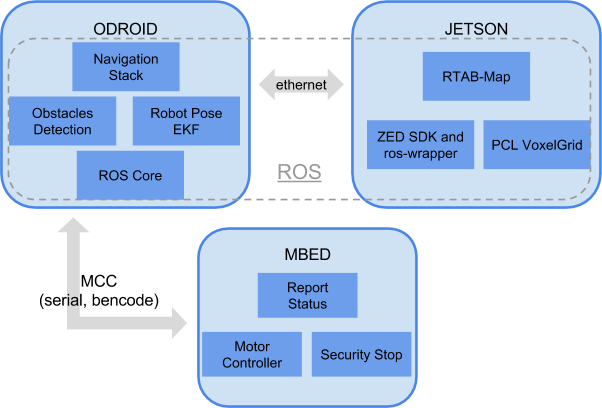 ODROID
Navigation
Stack
Obstacles
Detection
Robot Pose
EKF
ROS Core
ethernet
JETSON
RTAB-Map
ZED SDK and
ros-wrapper
PCL VoxelGrid
ROS
MCC
(serial, bencode)
MBED
Report
Status
Motor
Controller
Security Stop